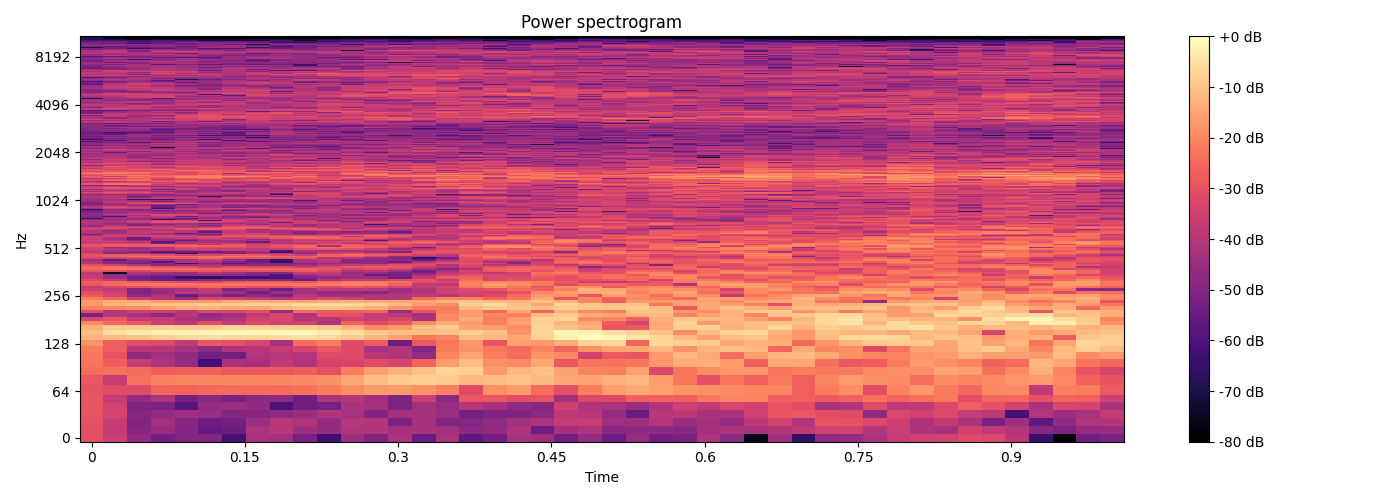 Power spectrogram
Hz
8192
4096
2048
1024
512
256
128
64
0
0 0.15 0.3 0.45 0.6 0.75 0.9
Time
+0 dB
-10 dB
-20 dB
-30 dB
-40 dB
-50 dB
-60 dB
-70 dB
-80 dB